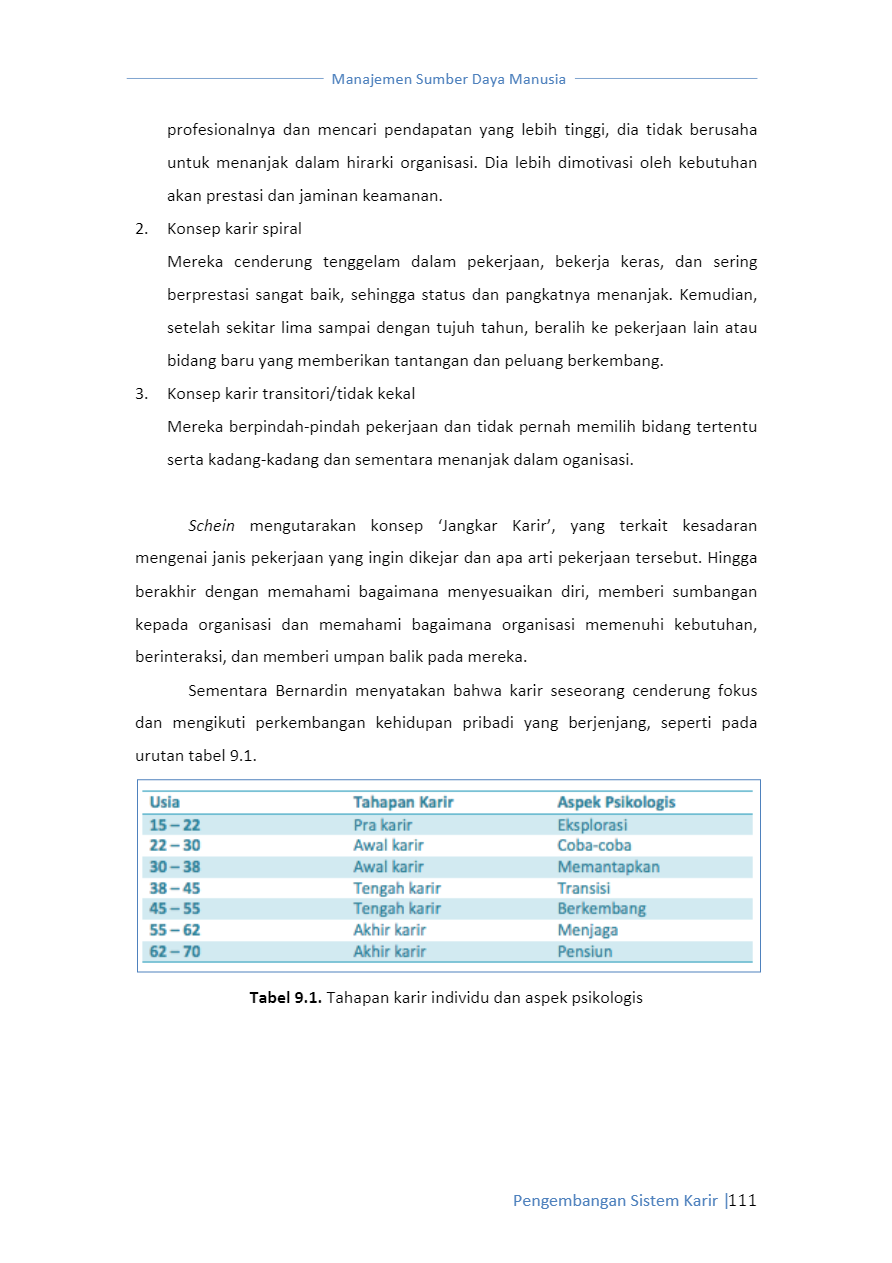 Manajemen Sumber Daya Manusia
profesionalnya dan mencari pendapatan yang lebih tinggi, dia tidak berusaha
untuk menanjak dalam hirarki organisasi. Dia lebih dimotivasi oleh kebutuhan
akan prestasi dan jaminan keamanan.
2. Konsep karir spiral
Mereka cenderung tenggelam dalam pekerjaan, bekerja keras, dan sering
berprestasi sangat baik, sehingga status dan pangkatnya menanjak. Kemudian,
setelah sekitar lima sampai dengan tujuh tahun, beralih ke pekerjaan lain atau
bidang baru yang memberikan tantangan dan peluang berkembang.
3. Konsep karir transitori/tidak kekal
Mereka berpindah-pindah pekerjaan dan tidak pernah memilih bidang tertentu
serta kadang-kadang dan sementara menanjak dalam oganisasi.
Schein mengutarakan konsep ‘Jangkar Karir’, yang terkait kesadaran
mengenai janis pekerjaan yang ingin dikejar dan apa arti pekerjaan tersebut. Hingga
berakhir dengan memahami bagaimana menyesuaikan diri, memberi sumbangan
kepada organisasi dan memahami bagaimana organisasi memenuhi kebutuhan,
berinteraksi, dan memberi umpan balik pada mereka.
Sementara Bernardin menyatakan bahwa karir seseorang cenderung fokus
dan mengikuti perkembangan kehidupan pribadi yang berjenjang, seperti pada
urutan tabel 9.1.
Usia Tahapan Karir Aspek Psikologis
15 – 22 Pra karir Eksplorasi
22 – 30 Awal karir Coba-coba
30 – 38 Awal karir Memantapkan
38 – 45 Tengah karir Transisi
45 – 55 Tengah karir Berkembang
55 – 62 Akhir karir Menjaga
62 – 70 Akhir karir Pensiun
Tabel 9.1. Tahapan karir individu dan aspek psikologis
Pengembangan Sistem Karir |111